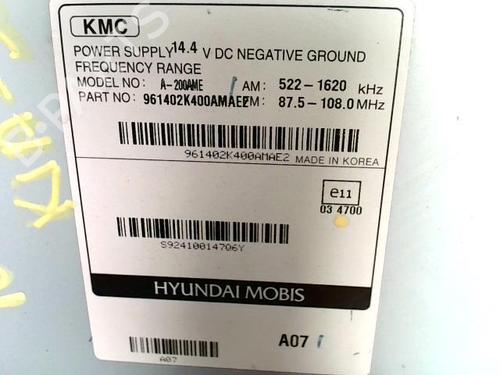 KMC
POWER SUPPLY 14.4 V DC NEGATIVE GROUND
FREQUENCY RANGE
MODEL NO : A-200AME AM : 522-1620 kHz
PART NO : 961402K400AMAE2 FM : 87.5-108.0 MHz
961402K400AMAE2 MADE IN KOREA
e11
03 4700
S92410014706Y
HYUNDAI MOBIS
A07
A07